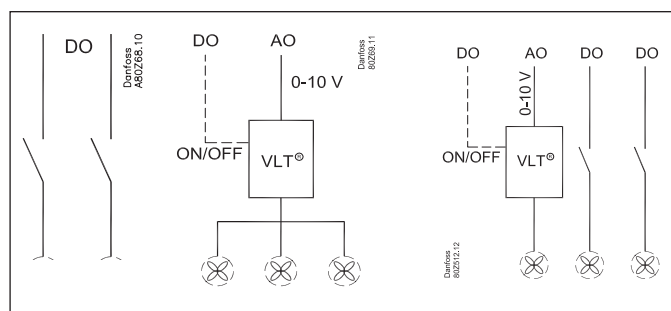 DO
Danfoss
A80Z68.10
DO
AO
0-10 V
Danfoss
80Z69.11
ON/OFF
VLT®
DO
AO
DO
DO
0-10 V
ON/OFF
VLT®
Danfoss
80Z512.12